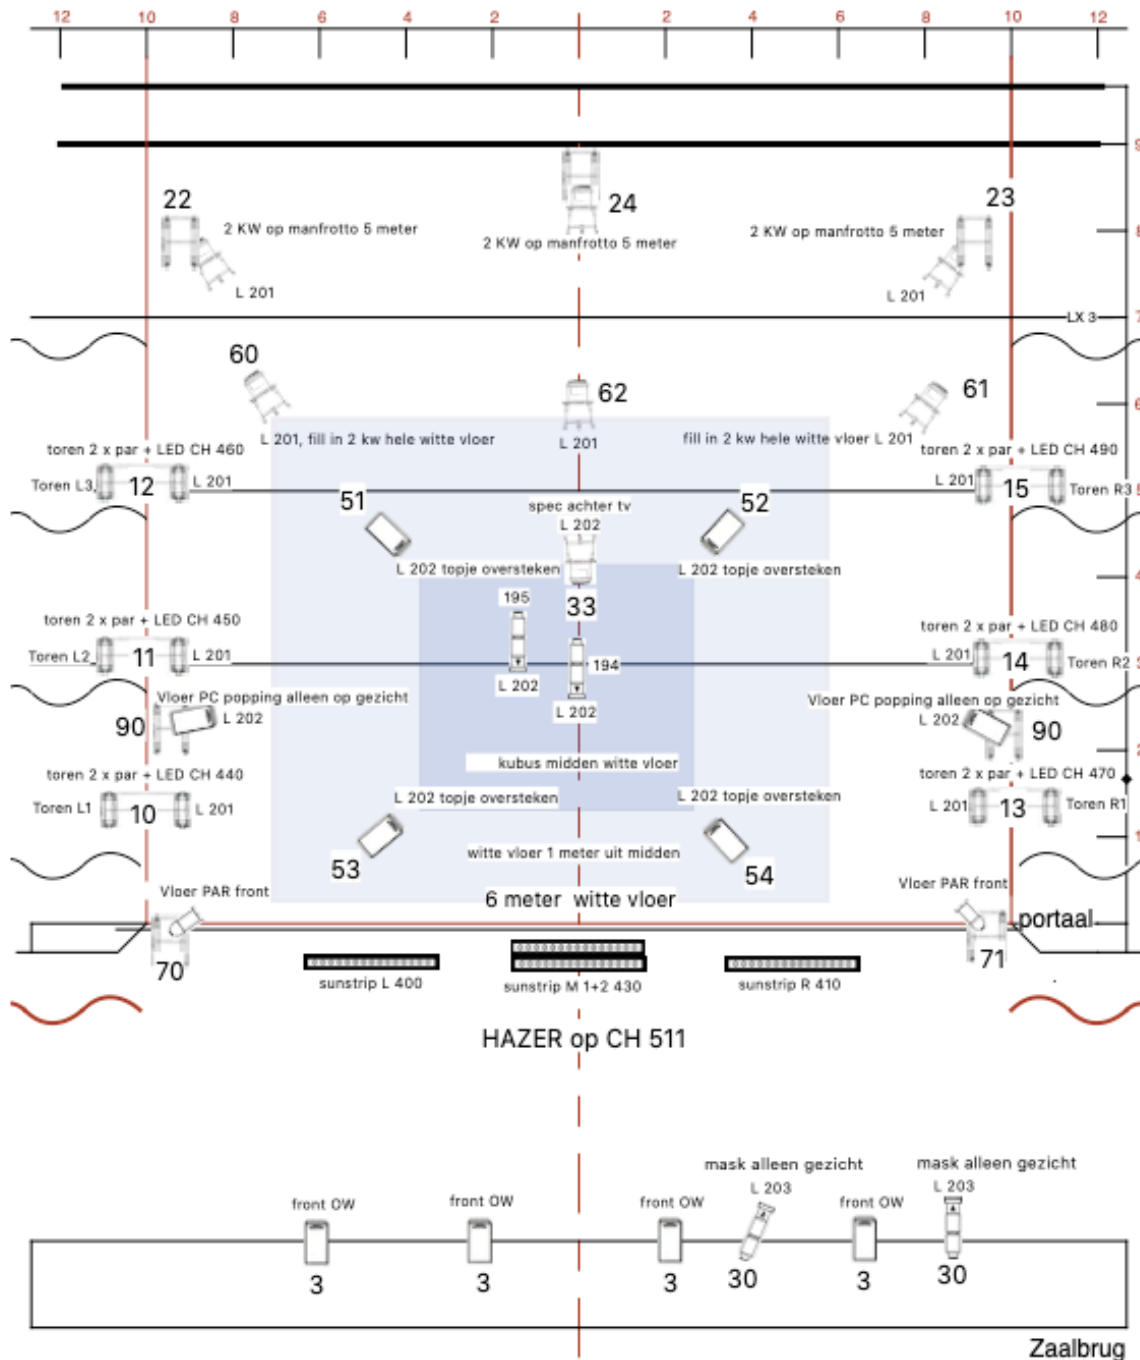 12 8 6 4 2 2 4 6 8 10 12
9
22
24
23
2 KW op manfrotto 5 meter
2 KW op manfrotto 5 meter
2 KW op manfrotto 5 meter
8
L 201
L 201
LX 3
7
60
62
61
6
L 201, fill in 2 kw hele witte vloer
L 201
fill in 2 kw hele witte vloer L 201
toren 2 x par + LED CH 460
toren 2 x par + LED CH 490
Toren L3,
12
L 201
51
52
L 201
15
Toren R3
5
spec achter tv
L 202
L 202 topje oversteken
L 202 topje oversteken
4
195
33
toren 2 x par + LED CH 450
toren 2 x par + LED CH 480
Toren L2
11
L 201
194
L 201
14
Toren R2
3
L 202
L 202
Vloer PC popping alleen op gezicht
Vloer PC popping alleen op gezicht
90
L 202
L 202
90
2
kubus midden witte vloer
toren 2 x par + LED CH 440
toren 2 x par + LED CH 470
Toren L1
10
L 201
L 202 topje oversteken
L 202 topje oversteken
L 201
13
Toren R1
1
53
witte vloer 1 meter uit midden
54
Vloer PAR front
Vloer PAR front
6 meter witte vloer
portaal
70
71
sunstrip L 400
sunstrip M 1+2 430
sunstrip R 410
HAZER op CH 511
mask alleen gezicht
mask alleen gezicht
L 203
L 203
front OW
front OW
front OW
front OW
3
3
3
30
3
30
Zaalbrug